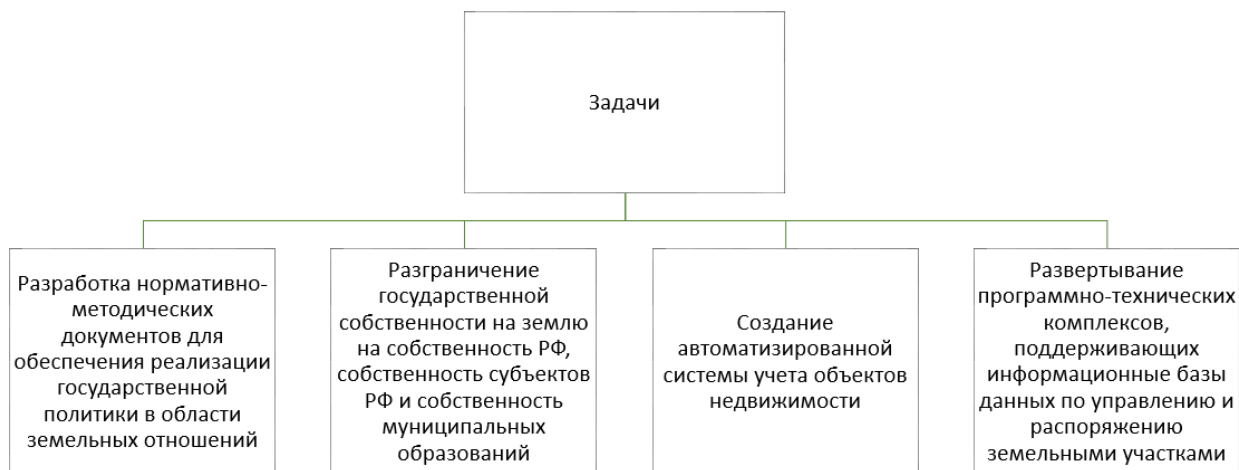 Задачи
Разработка нормативно-
методических
документов для
обеспечения реализации
государственной
политики в области
земельных отношений
Разграничение
государственной
собственности на землю
на собственность РФ,
собственность субъектов
РФ и собственность
муниципальных
образований
Создание
автоматизированной
системы учета объектов
недвижимости
Развертывание
программно-технических
комплексов,
поддерживающих
информационные базы
данных по управлению и
распоряжению
земельными участками